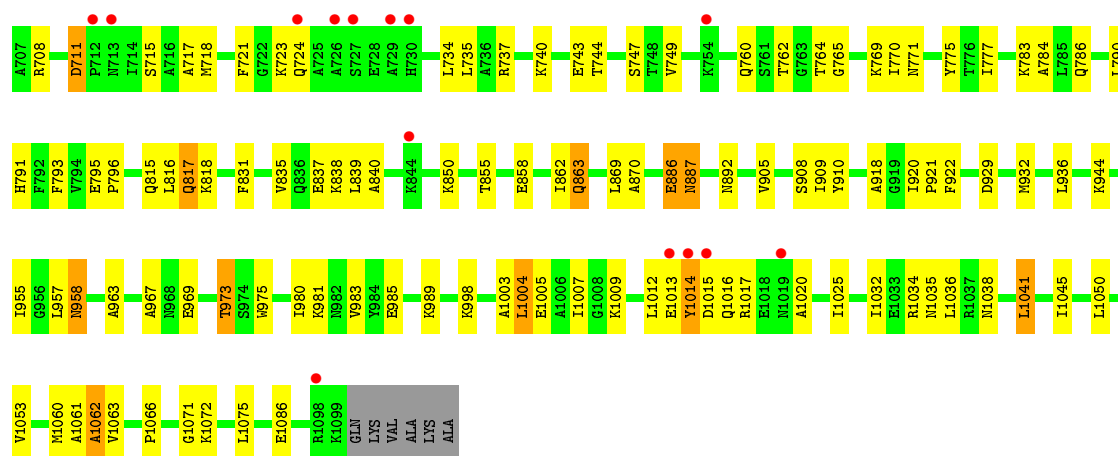 A707 R708 D711 P712 N713 I714 S715 A716 A717 M718 F721 G722 K723 Q724 A725 A726 S727 E728 A729 H730 L734 L735 A736 R737 K740 E743 T744 S747 T748 V749 K754 Q760 S761 T762 G763 T764 G765 K769 I770 N771 Y775 T776 I777 K783 A784 L785 Q786
H791 F792 F793 V794 E795 P796 Q815 L816 Q817 K818 F831 V835 Q836 E837 K838 L839 A840 K844 K850 T855 E858 I862 Q863 L869 A870 E886 N887 N892 V905 S908 I909 Y910 A918 G919 I920 P921 F922 D929 M932 L936 K944
I955 G956 L957 N958 A963 A967 N968 E969 T973 S974 W975 I980 K981 N982 V983 Y984 E985 K989 K998 A1003 L1004 E1005 A1006 I1007 G1008 K1009 L1012 E1013 Y1014 D1015 Q1016 R1017 E1018 N1019 A1020 I1025 I1032 E1033 R1034 N1035 L1036 R1037 N1038 L1041 I1045 L1050
V1053 M1060 A1061 A1062 V1063 P1066 G1071 K1072 L1075 E1086 R1098 K1099 GLN LYS VAL ALA LYS ALA